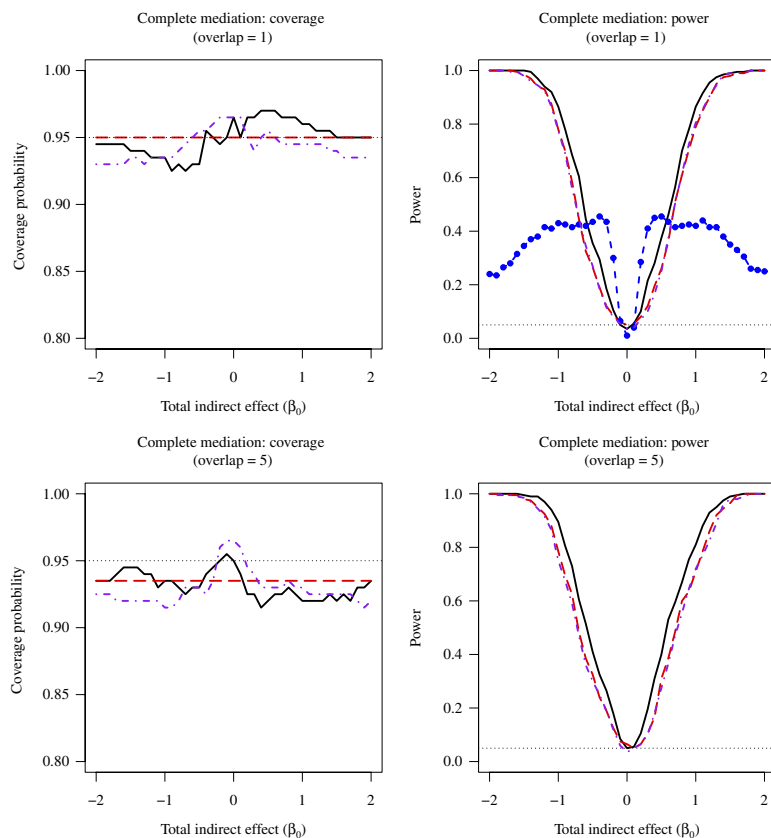 Complete mediation: coverage
(overlap = 1)
1.00
0.95
0.90
0.85
0.80
Coverage probability
−2
−1
0
1
2
Total indirect effect (β0)
Complete mediation: power
(overlap = 1)
1.0
0.8
0.6
0.4
0.2
0.0
Power
−2
−1
0
1
2
Total indirect effect (β0)
Complete mediation: coverage
(overlap = 5)
1.00
0.95
0.90
0.85
0.80
Coverage probability
−2
−1
0
1
2
Total indirect effect (β0)
Complete mediation: power
(overlap = 5)
1.0
0.8
0.6
0.4
0.2
0.0
Power
−2
−1
0
1
2
Total indirect effect (β0)